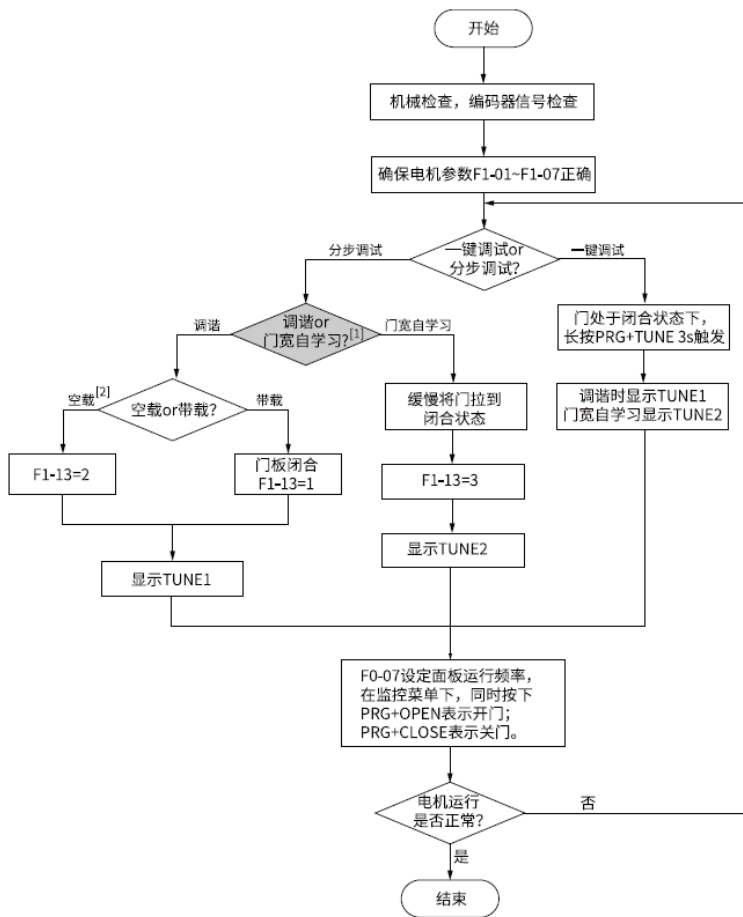 开始
机械检查，编码器信号检查
确保电机参数F1-01~F1-07正确
一键调试or
分步调试？
分步调试
一键调试
调谐or
门宽自学习？[1]
调谐
门宽自学习
门处于闭合状态下，
长按PRG+TUNE 3s触发
空载or带载？
空载[2]
带载
缓慢将门拉到
闭合状态
调谐时显示TUNE1
门宽自学习显示TUNE2
F1-13=2
门板闭合
F1-13=1
F1-13=3
显示TUNE1
显示TUNE2
F0-07设定面板运行频率，
在监控菜单下，同时按下
PRG+OPEN表示开门；
PRG+CLOSE表示关门。
电机运行
是否正常？
否
是
结束